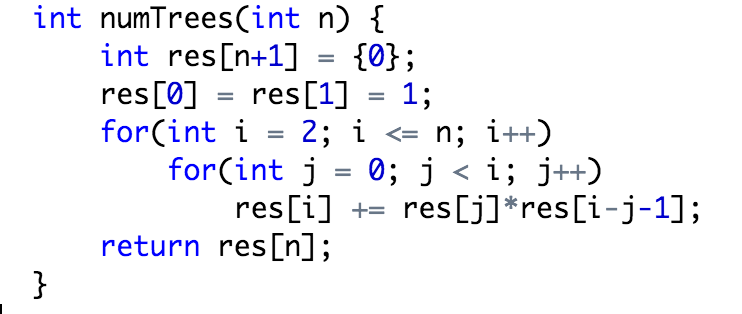 int numTrees(int n) {
    int res[n+1] = {0};
    res[0] = res[1] = 1;
    for(int i = 2; i <= n; i++)
        for(int j = 0; j < i; j++)
            res[i] += res[j]*res[i-j-1];
    return res[n];
}